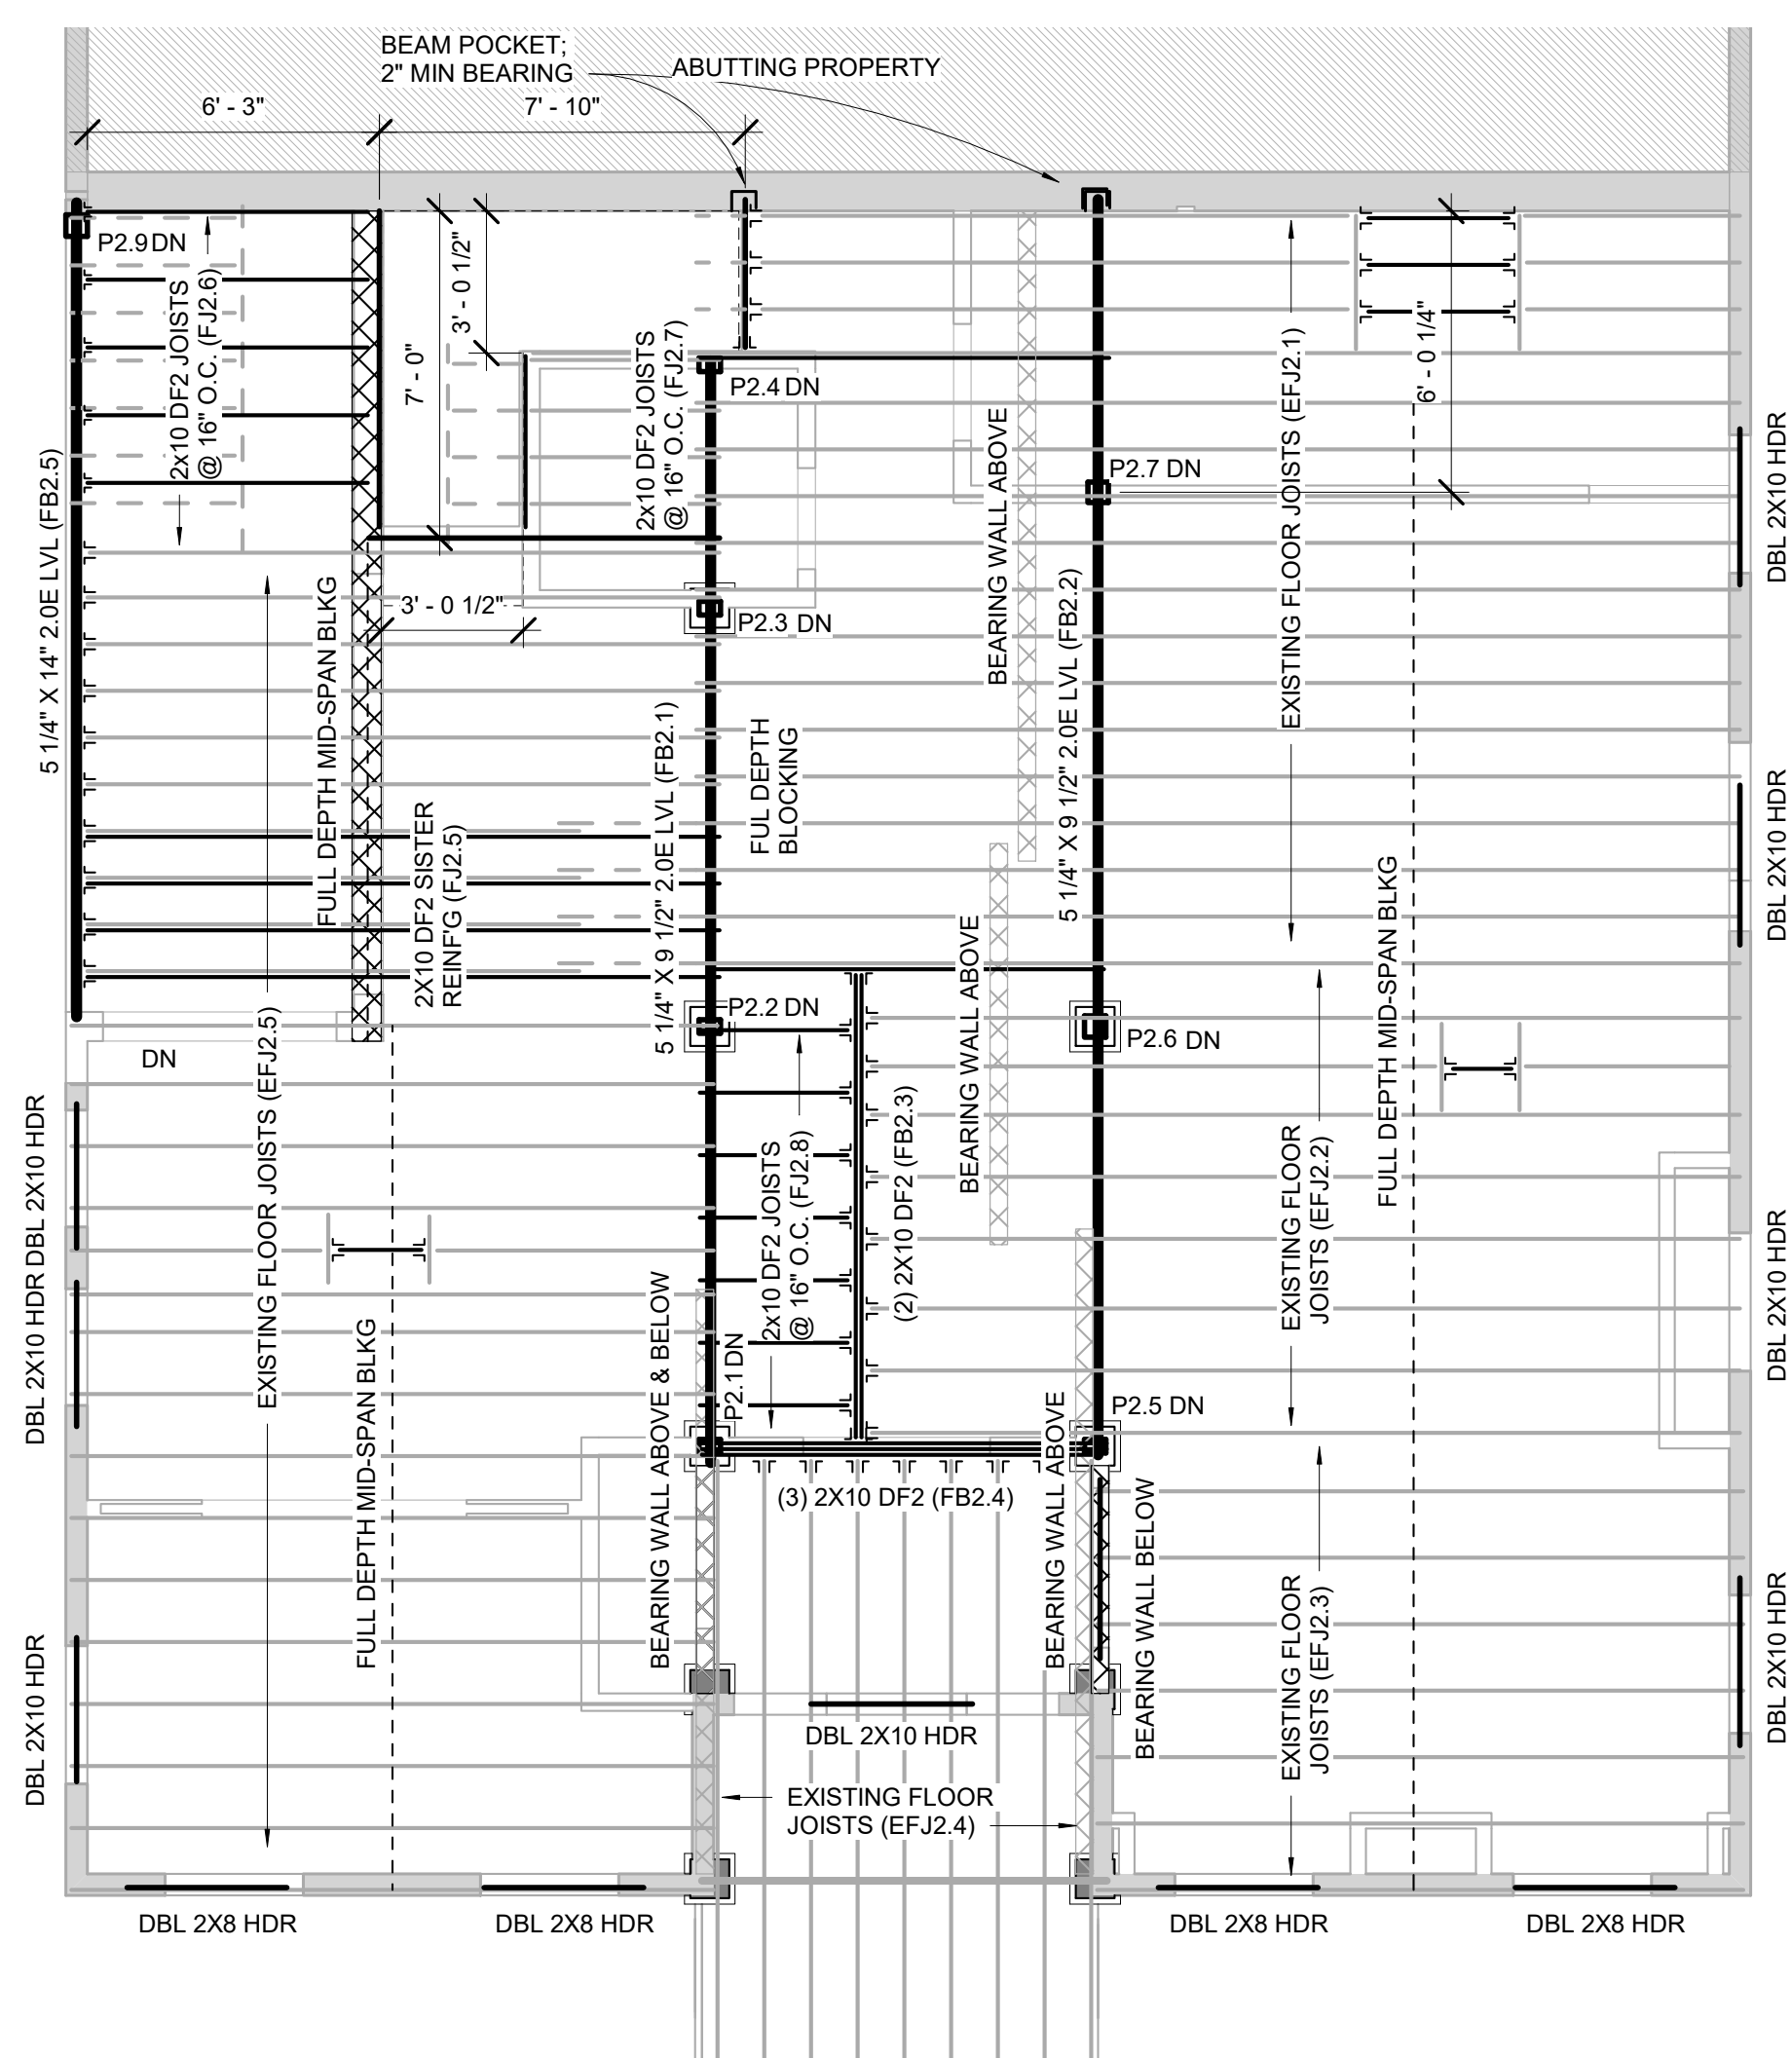 BEAM POCKET;
2" MIN BEARING
ABUTTING PROPERTY
6' - 3"
7' - 10"
P2.9 DN
2x10 DF2 JOISTS
@ 16" O.C. (FJ2.6)
7' - 0"
3' - 0 1/2"
2x10 DF2 JOISTS
@ 16" O.C. (FJ2.7)
P2.4 DN
BEARING WALL ABOVE
P2.7 DN
EXISTING FLOOR JOISTS (EFJ2.1)
6' - 0 1/4"
DBL 2X10 HDR
5 1/4" X 14" 2.0E LVL (FB2.5)
FULL DEPTH MID-SPAN BLKG
3' - 0 1/2"
P2.3 DN
5 1/4" X 9 1/2" 2.0E LVL (FB2.2)
5 1/4" X 9 1/2" 2.0E LVL (FB2.1)
FUL DEPTH
BLOCKING
2X10 DF2 SISTER
REINF'G (FJ2.5)
DBL 2X10 HDR
FULL DEPTH MID-SPAN BLKG
BEARING WALL ABOVE
P2.2 DN
P2.6 DN
DN
EXISTING FLOOR JOISTS (EFJ2.5)
2x10 DF2 JOISTS
@ 16" O.C. (FJ2.8)
(2) 2X10 DF2 (FB2.3)
EXISTING FLOOR
JOISTS (EFJ2.2)
DBL 2X10 HDR
DBL 2X10 HDR
DBL 2X10 HDR
FULL DEPTH MID-SPAN BLKG
BEARING WALL ABOVE & BELOW
P2.1 DN
P2.5 DN
(3) 2X10 DF2 (FB2.4)
BEARING WALL ABOVE
BEARING WALL BELOW
EXISTING FLOOR
JOISTS (EFJ2.3)
DBL 2X10 HDR
DBL 2X10 HDR
DBL 2X10 HDR
EXISTING FLOOR
JOISTS (EFJ2.4)
DBL 2X8 HDR
DBL 2X8 HDR
DBL 2X8 HDR
DBL 2X8 HDR